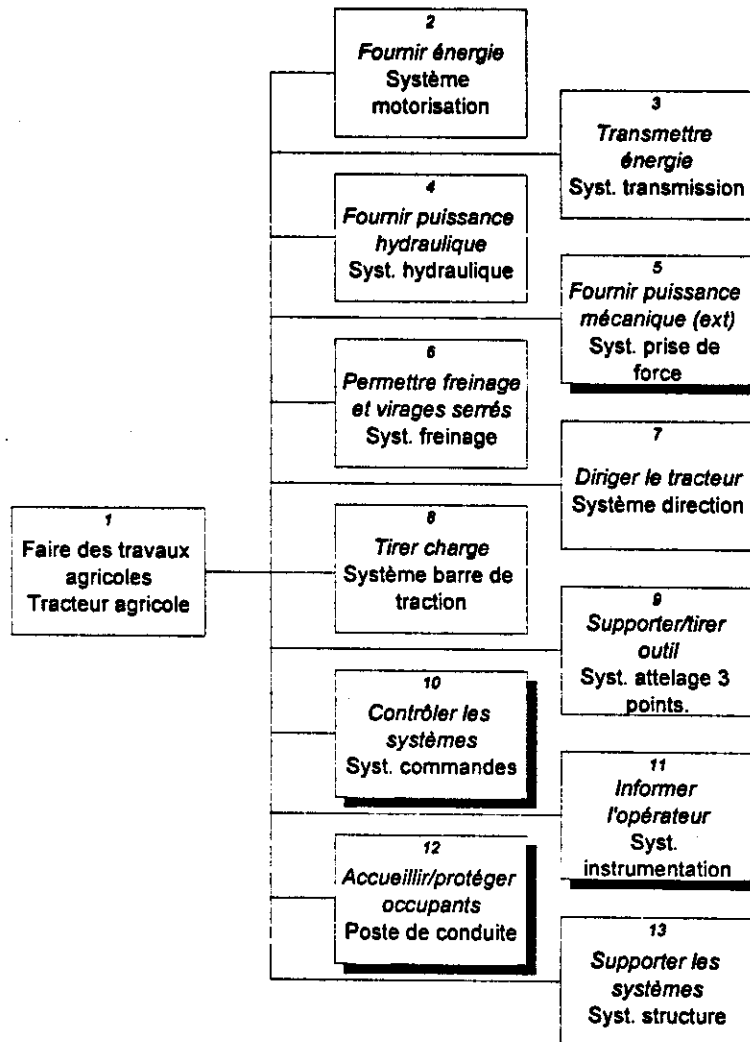 2
Fournir énergie
Système
motorisation
3
Transmettre
énergie
Syst. transmission
4
Fournir puissance
hydraulique
Syst. hydraulique
5
Fournir puissance
mécanique (ext)
Syst. prise de
force
6
Permettre freinage
et virages serrés
Syst. freinage
7
Diriger le tracteur
Système direction
1
Faire des travaux
agricoles
Tracteur agricole
8
Tirer charge
Système barre de
traction
9
Supporter/tirer
outil
Syst. attelage 3
points.
10
Contrôler les
systèmes
Syst. commandes
11
Informer
l'opérateur
Syst.
instrumentation
12
Accueillir/protéger
occupants
Poste de conduite
13
Supporter les
systèmes
Syst. structure